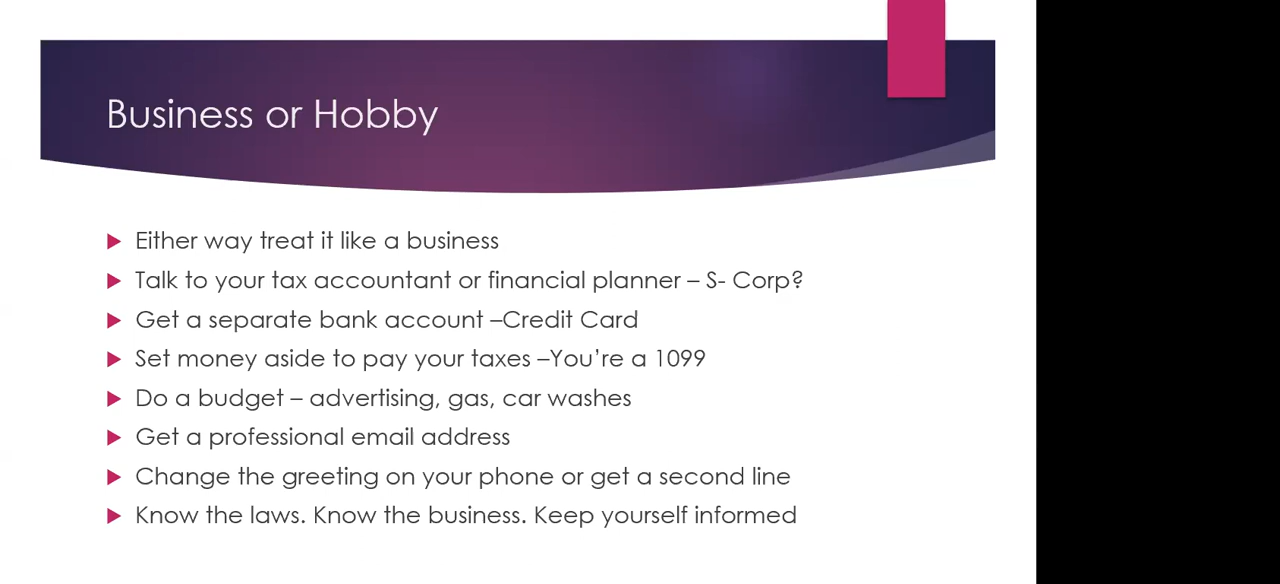 Business or Hobby
Either way treat it like a business
Talk to your tax accountant or financial planner – S- Corp?
Get a separate bank account –Credit Card
Set money aside to pay your taxes –You’re a 1099
Do a budget – advertising, gas, car washes
Get a professional email address
Change the greeting on your phone or get a second line
Know the laws. Know the business. Keep yourself informed